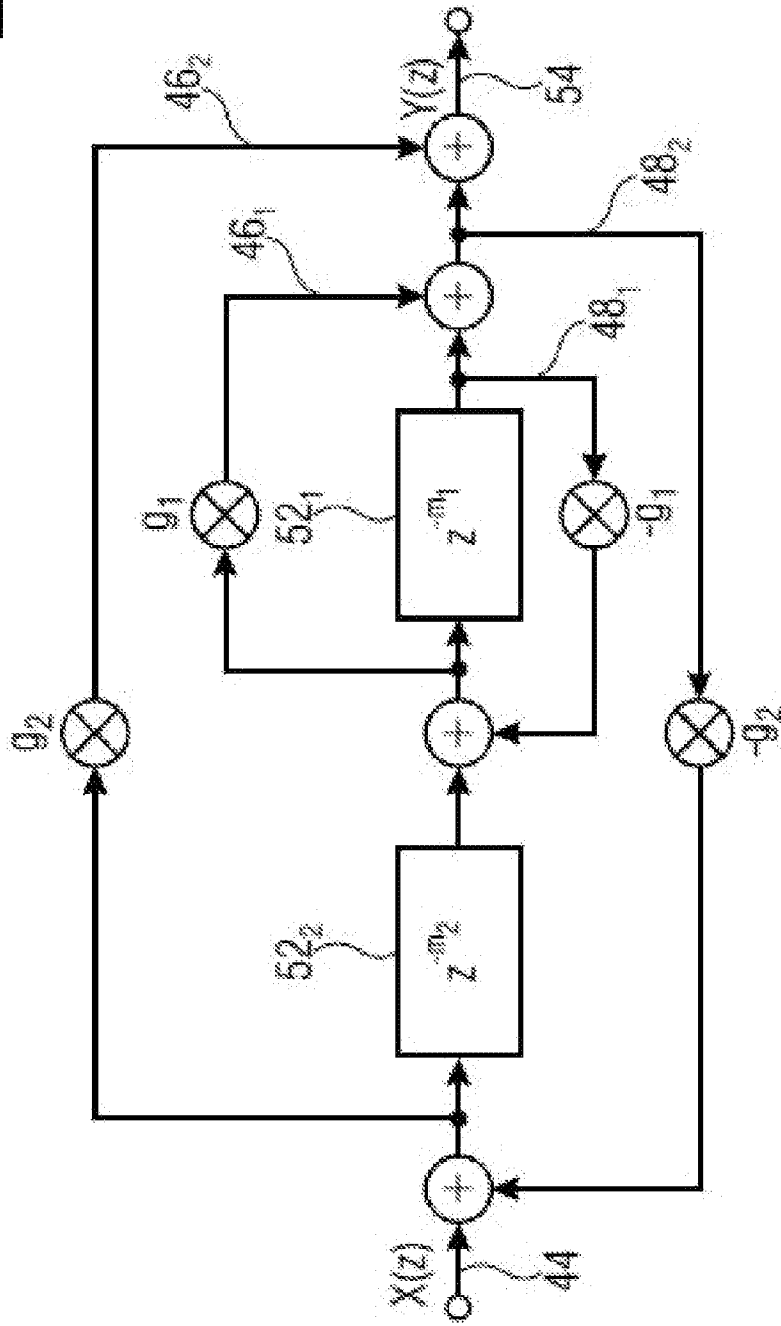 X(z)
44
g₂
46₂
52₂
z⁻ᵐ²
g₁
46₁
52₁
z⁻ᵐ¹
-g₁
48₁
-g₂
48₂
Y(z)
54
+
+
+
+